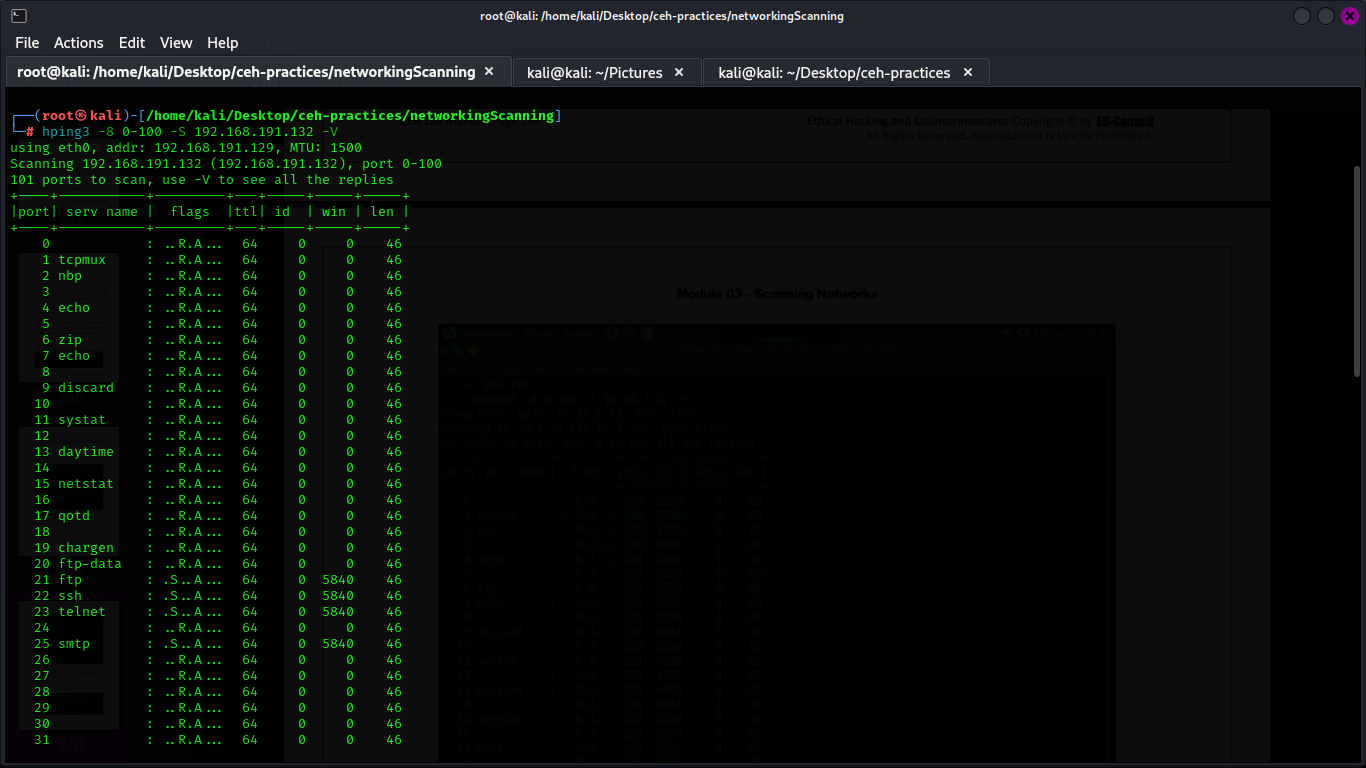 root@kali: /home/kali/Desktop/ceh-practices/networkingScanning
File Actions Edit View Help
root@kali: /home/kali/Desktop/ceh-practices/networkingScanning × kali@kali: ~/Pictures × kali@kali: ~/Desktop/ceh-practices ×
┌──(root㉿kali)-[/home/kali/Desktop/ceh-practices/networkingScanning]
└─# hping3 -8 0-100 -S 192.168.191.132 -V
using eth0, addr: 192.168.191.129, MTU: 1500
Scanning 192.168.191.132 (192.168.191.132), port 0-100
101 ports to scan, use -V to see all the replies
+----+-----------+---------+---+-----+-----+-----+
|port| serv name |  flags  |ttl| id  | win | len |
+----+-----------+---------+---+-----+-----+-----+
    0            : ..R.A...  64     0     0    46
    1 tcpmux     : ..R.A...  64     0     0    46
    2 nbp        : ..R.A...  64     0     0    46
    3            : ..R.A...  64     0     0    46
    4 echo       : ..R.A...  64     0     0    46
    5            : ..R.A...  64     0     0    46
    6 zip        : ..R.A...  64     0     0    46
    7 echo       : ..R.A...  64     0     0    46
    8            : ..R.A...  64     0     0    46
    9 discard    : ..R.A...  64     0     0    46
   10            : ..R.A...  64     0     0    46
   11 systat     : ..R.A...  64     0     0    46
   12            : ..R.A...  64     0     0    46
   13 daytime    : ..R.A...  64     0     0    46
   14            : ..R.A...  64     0     0    46
   15 netstat    : ..R.A...  64     0     0    46
   16            : ..R.A...  64     0     0    46
   17 qotd       : ..R.A...  64     0     0    46
   18            : ..R.A...  64     0     0    46
   19 chargen    : ..R.A...  64     0     0    46
   20 ftp-data   : ..R.A...  64     0     0    46
   21 ftp        : .S..A...  64     0  5840    46
   22 ssh        : .S..A...  64     0  5840    46
   23 telnet     : .S..A...  64     0  5840    46
   24            : ..R.A...  64     0     0    46
   25 smtp       : .S..A...  64     0  5840    46
   26            : ..R.A...  64     0     0    46
   27            : ..R.A...  64     0     0    46
   28            : ..R.A...  64     0     0    46
   29            : ..R.A...  64     0     0    46
   30            : ..R.A...  64     0     0    46
   31            : ..R.A...  64     0     0    46
Ethical Hacking and Countermeasures Copyright © by EC-Council
All Rights Reserved. Reproduction is Strictly Prohibited
Module 03 – Scanning Networks
270